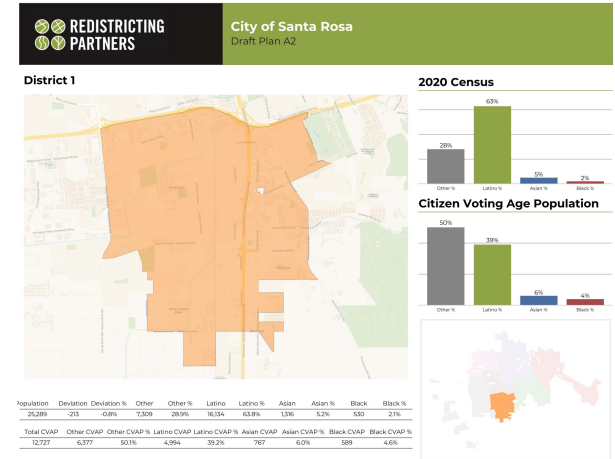 REDISTRICTING
PARTNERS
City of Santa Rosa
Draft Plan A2
District 1
2020 Census
63%
28%
5%
2%
Other % Latino % Asian % Black %
Citizen Voting Age Population
50%
39%
6%
4%
Other % Latino % Asian % Black %
opulation Deviation Deviation % Other Other % Latino Latino % Asian Asian % Black Black %
25,289 -213 -0.8% 7,309 28.9% 16,134 63.8% 1,316 5.2% 530 2.1%
Total CVAP Other CVAP Other CVAP % Latino CVAP Latino CVAP % Asian CVAP Asian CVAP % Black CVAP Black CVAP %
12,727 6,377 50.1% 4,994 39.2% 767 6.0% 589 4.6%